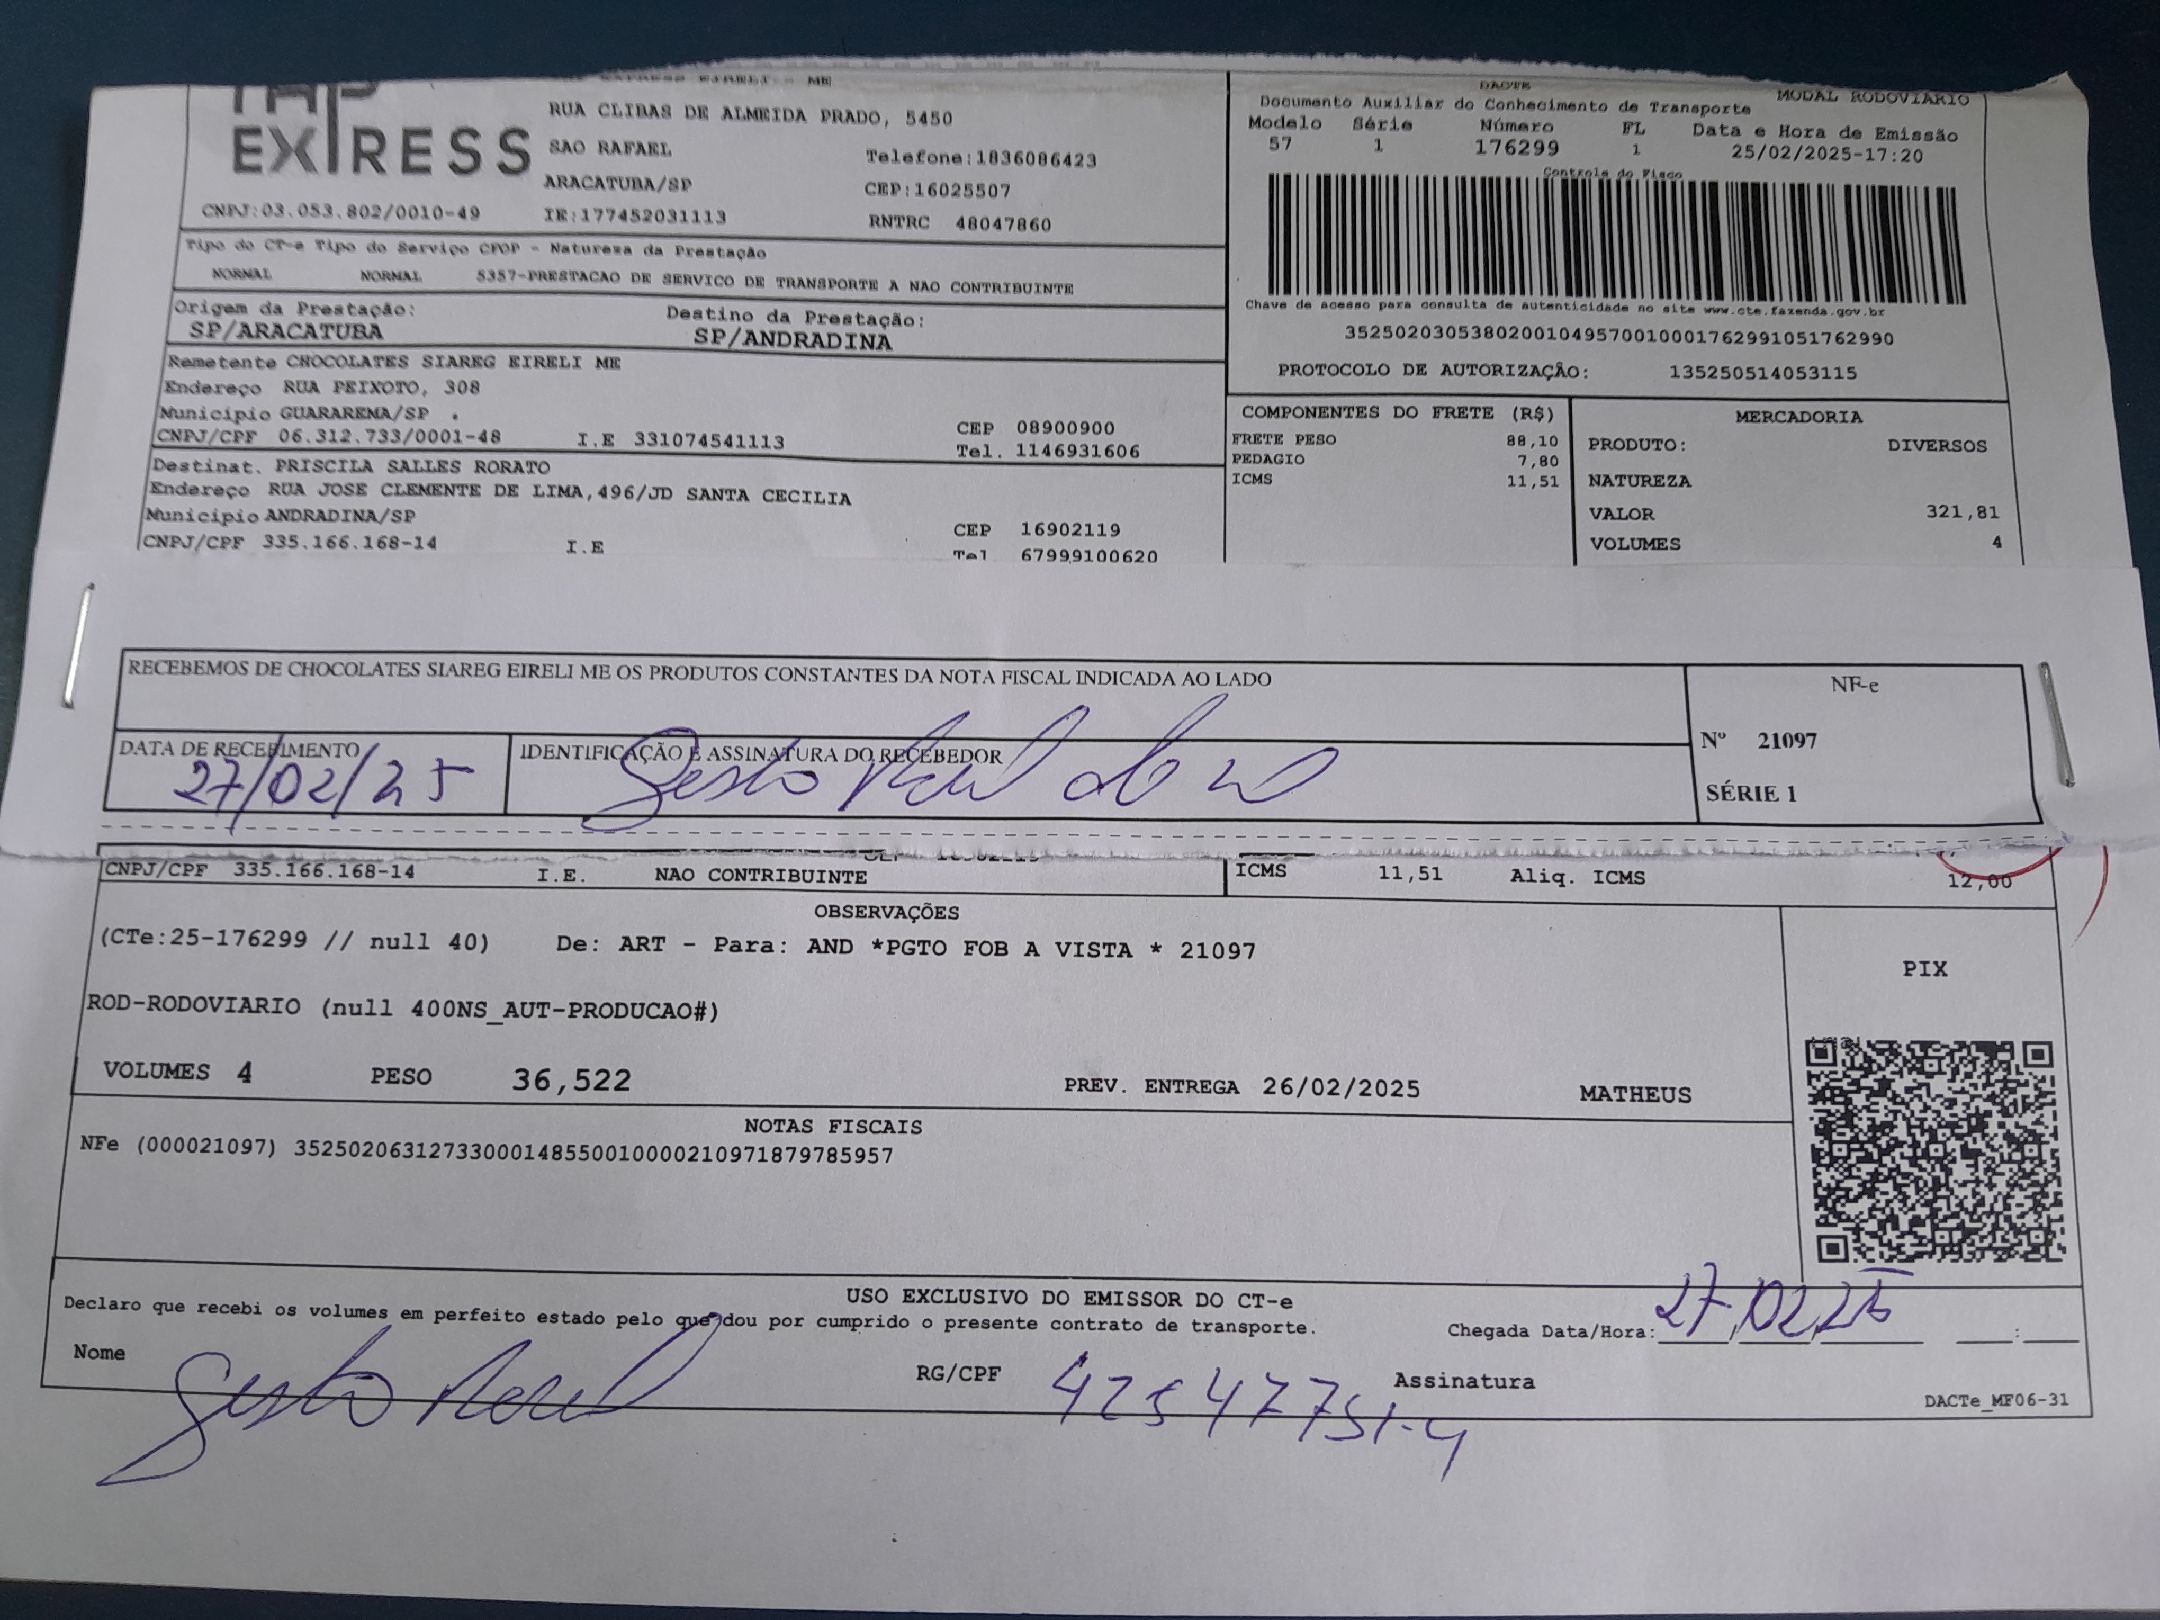 EXPRESS EIRELI - ME
EXPRESS
RUA CLIBAS DE ALMEIDA PRADO, 5450
SAO RAFAEL
Telefone:1836086423
ARACATUBA/SP
CEP:16025507
CNPJ:03.053.802/0010-49
IE:177452031113
RNTRC 48047860
DACTE
MODAL RODOVIÁRIO
Documento Auxiliar do Conhecimento de Transporte
Modelo Série Número FL Data e Hora de Emissão
57 1 176299 1 25/02/2025-17:20
Controle do Fisco
Chave de acesso para consulta de autenticidade no site www.cte.fazenda.gov.br
35250203053802001049570010001762991051762990
PROTOCOLO DE AUTORIZAÇÃO: 135250514053115
Tipo do CT-e Tipo do Serviço CFOP - Natureza da Prestação
NORMAL NORMAL 5357-PRESTACAO DE SERVICO DE TRANSPORTE A NAO CONTRIBUINTE
Origem da Prestação: Destino da Prestação:
SP/ARACATUBA SP/ANDRADINA
Remetente CHOCOLATES SIAREG EIRELI ME
Endereço RUA PEIXOTO, 308
Município GUARAREMA/SP . CEP 08900900
CNPJ/CPF 06.312.733/0001-48 I.E 331074541113 Tel. 1146931606
Destinat. PRISCILA SALLES RORATO
Endereço RUA JOSE CLEMENTE DE LIMA,496/JD SANTA CECILIA
Município ANDRADINA/SP CEP 16902119
CNPJ/CPF 335.166.168-14 I.E Tel 67999100620
COMPONENTES DO FRETE (R$)
FRETE PESO 88,10
PEDAGIO 7,80
ICMS 11,51
MERCADORIA
PRODUTO: DIVERSOS
NATUREZA
VALOR 321,81
VOLUMES 4
RECEBEMOS DE CHOCOLATES SIAREG EIRELI ME OS PRODUTOS CONSTANTES DA NOTA FISCAL INDICADA AO LADO
NF-e
Nº 21097
SÉRIE 1
DATA DE RECEBIMENTO
27/02/25
IDENTIFICAÇÃO E ASSINATURA DO RECEBEDOR
CNPJ/CPF 335.166.168-14 I.E. NAO CONTRIBUINTE
ICMS 11,51 Aliq. ICMS 12,00
OBSERVAÇÕES
(CTe:25-176299 // null 40) De: ART - Para: AND *PGTO FOB A VISTA * 21097
ROD-RODOVIARIO (null 400NS_AUT-PRODUCAO#)
VOLUMES 4 PESO 36,522 PREV. ENTREGA 26/02/2025 MATHEUS
PIX
NOTAS FISCAIS
NFe (000021097) 35250206312733000148550010000210971879785957
USO EXCLUSIVO DO EMISSOR DO CT-e
Declaro que recebi os volumes em perfeito estado pelo que dou por cumprido o presente contrato de transporte.
Chegada Data/Hora: 27/02/25 :
Nome RG/CPF 42547751-4 Assinatura
DACTe_MF06-31